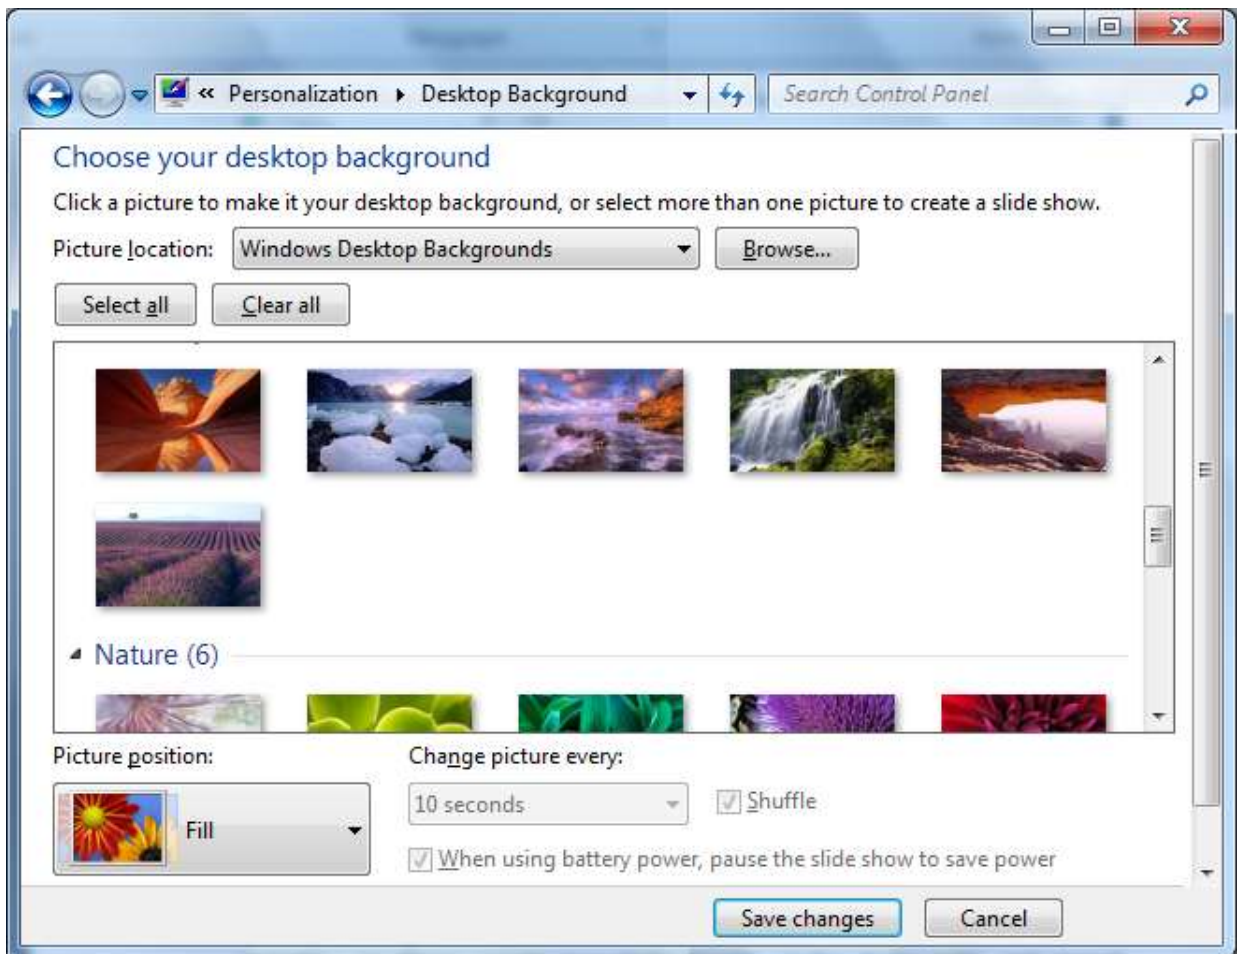 « Personalization ▸ Desktop Background Search Control Panel
Choose your desktop background
Click a picture to make it your desktop background, or select more than one picture to create a slide show.
Picture location: Windows Desktop Backgrounds Browse...
Select all Clear all
Nature (6)
Picture position: Change picture every:
10 seconds Shuffle
Fill
When using battery power, pause the slide show to save power
Save changes Cancel